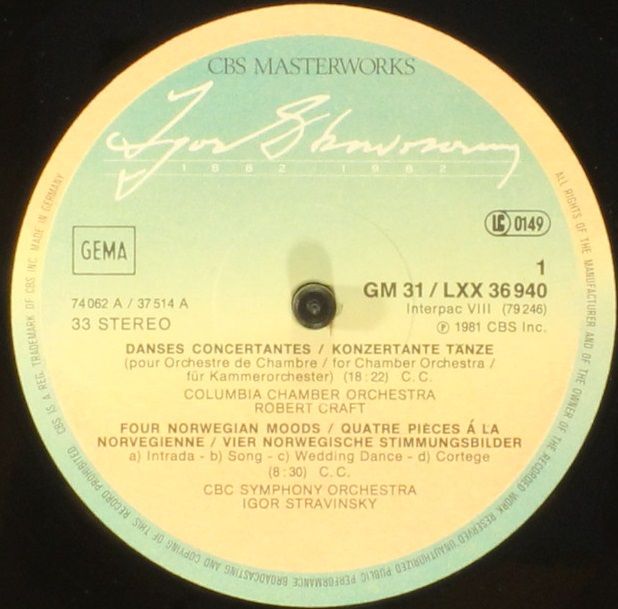 CBS MASTERWORKS
Igor Stravinsky
1882 1982
GEMA
LC 0149
74 062 A / 37 514 A
33 STEREO
1
GM 31 / LXX 36 940
Interpac VIII (79 246)
℗ 1981 CBS Inc.
DANSES CONCERTANTES / KONZERTANTE TÄNZE
(pour Orchestre de Chambre / for Chamber Orchestra /
für Kammerorchester) (18:22) C.C.
COLUMBIA CHAMBER ORCHESTRA
ROBERT CRAFT
FOUR NORWEGIAN MOODS / QUATRE PIÈCES Á LA
NORVEGIENNE / VIER NORWEGISCHE STIMMUNGSBILDER
a) Intrada - b) Song - c) Wedding Dance - d) Cortege
(8:30) C.C.
CBC SYMPHONY ORCHESTRA
IGOR STRAVINSKY
ALL RIGHTS OF THE MANUFACTURER AND OF THE OWNER OF THE RECORDED WORK RESERVED UNAUTHORIZED PUBLIC PERFORMANCE BROADCASTING AND COPYING OF THIS RECORD PROHIBITED CBS IS A REG. TRADEMARK OF CBS INC. MADE IN GERMANY